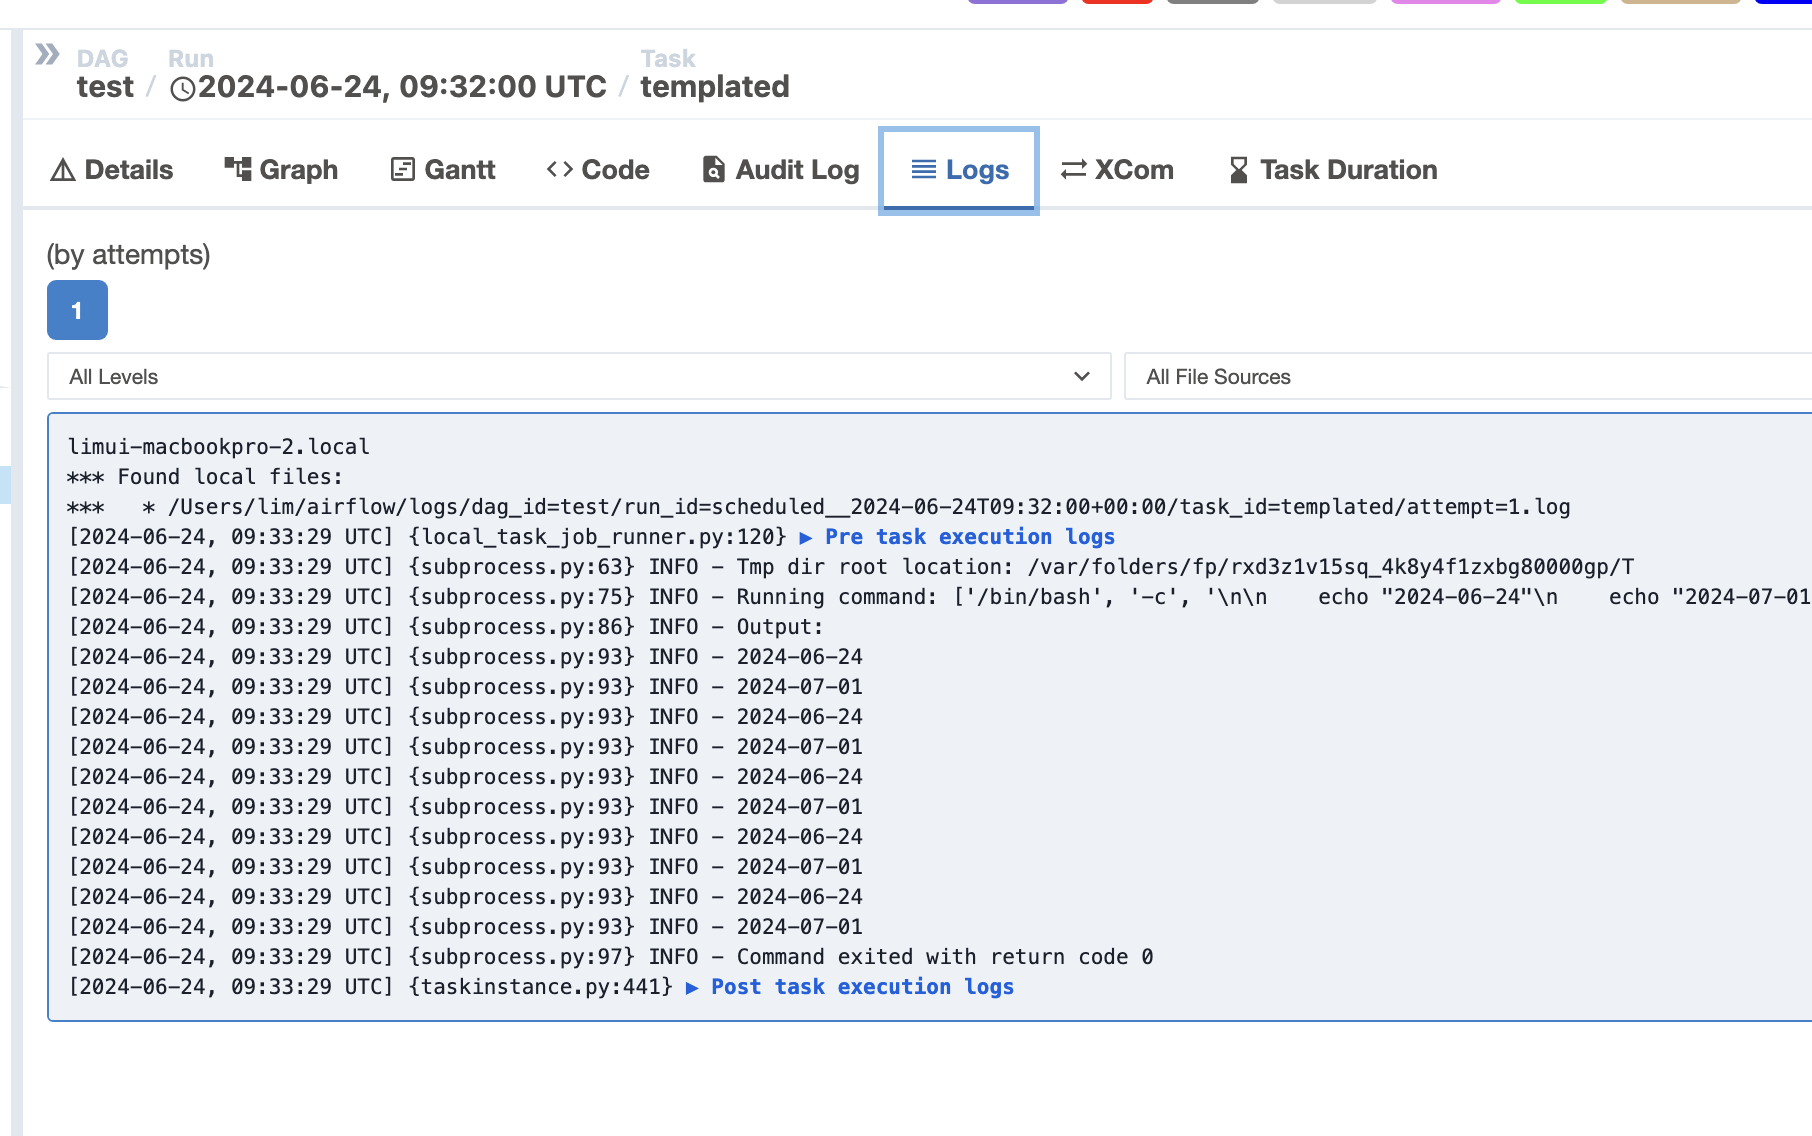 DAG
test / 
Run
2024-06-24, 09:32:00 UTC /
Task
templated
Details Graph Gantt Code Audit Log Logs XCom Task Duration
(by attempts)
1
All Levels All File Sources
limui-macbookpro-2.local
*** Found local files:
***   * /Users/lim/airflow/logs/dag_id=test/run_id=scheduled__2024-06-24T09:32:00+00:00/task_id=templated/attempt=1.log
[2024-06-24, 09:33:29 UTC] {local_task_job_runner.py:120} ▶ Pre task execution logs
[2024-06-24, 09:33:29 UTC] {subprocess.py:63} INFO - Tmp dir root location: /var/folders/fp/rxd3z1v15sq_4k8y4f1zxbg80000gp/T
[2024-06-24, 09:33:29 UTC] {subprocess.py:75} INFO - Running command: ['/bin/bash', '-c', '\n\n    echo "2024-06-24"\n    echo "2024-07-01
[2024-06-24, 09:33:29 UTC] {subprocess.py:86} INFO - Output:
[2024-06-24, 09:33:29 UTC] {subprocess.py:93} INFO - 2024-06-24
[2024-06-24, 09:33:29 UTC] {subprocess.py:93} INFO - 2024-07-01
[2024-06-24, 09:33:29 UTC] {subprocess.py:93} INFO - 2024-06-24
[2024-06-24, 09:33:29 UTC] {subprocess.py:93} INFO - 2024-07-01
[2024-06-24, 09:33:29 UTC] {subprocess.py:93} INFO - 2024-06-24
[2024-06-24, 09:33:29 UTC] {subprocess.py:93} INFO - 2024-07-01
[2024-06-24, 09:33:29 UTC] {subprocess.py:93} INFO - 2024-06-24
[2024-06-24, 09:33:29 UTC] {subprocess.py:93} INFO - 2024-07-01
[2024-06-24, 09:33:29 UTC] {subprocess.py:93} INFO - 2024-06-24
[2024-06-24, 09:33:29 UTC] {subprocess.py:93} INFO - 2024-07-01
[2024-06-24, 09:33:29 UTC] {subprocess.py:97} INFO - Command exited with return code 0
[2024-06-24, 09:33:29 UTC] {taskinstance.py:441} ▶ Post task execution logs